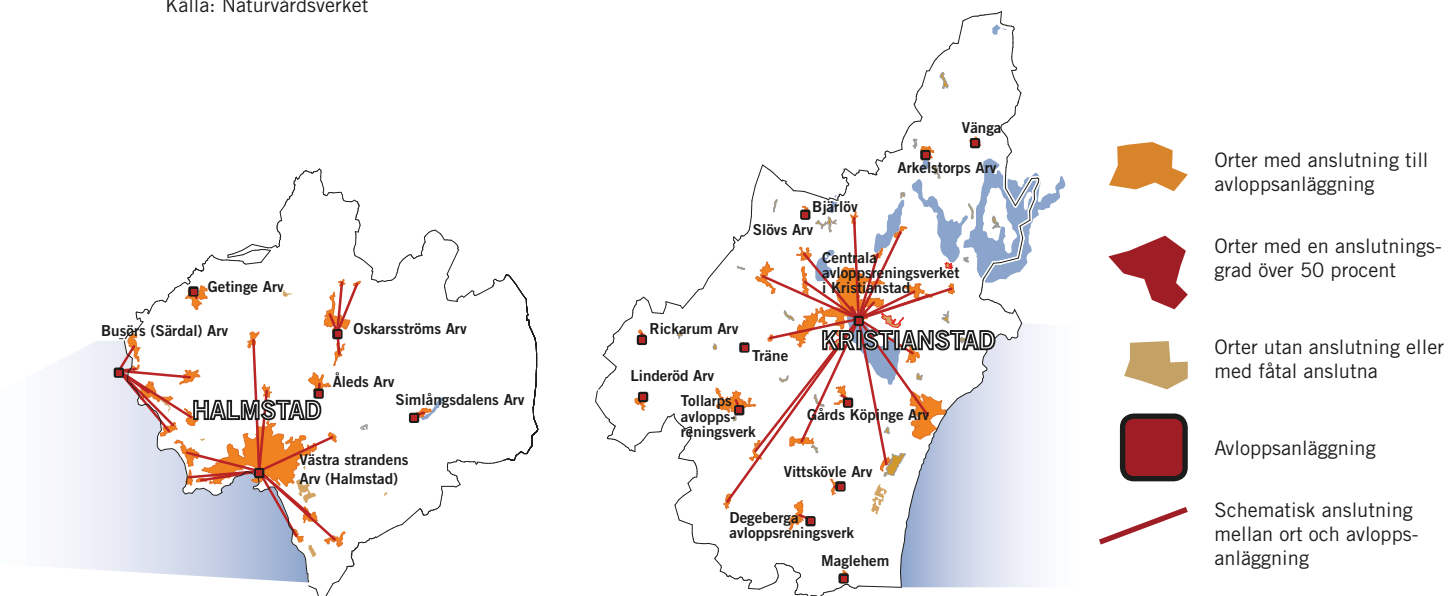 Källa: Naturvårdsverket
Getinge Arv
Busörs (Särdal) Arv
Oskarsströms Arv
Åleds Arv
Simlångsdalens Arv
HALMSTAD
Västra strandens
Arv (Halmstad)
Vänga
Arkelstorps Arv
Bjärlöv
Slövs Arv
Centrala
avloppsreningsverket
i Kristianstad
KRISTIANSTAD
Rickarum Arv
Träne
Linderöd Arv
Tollarps
avlopps-
reningsverk
Gårds Köpinge Arv
Vittskövle Arv
Degeberga
avloppsreningsverk
Maglehem
Orter med anslutning till
avloppsanläggning
Orter med en anslutnings-
grad över 50 procent
Orter utan anslutning eller
med fåtal anslutna
Avloppsanläggning
Schematisk anslutning
mellan ort och avlopps-
anläggning